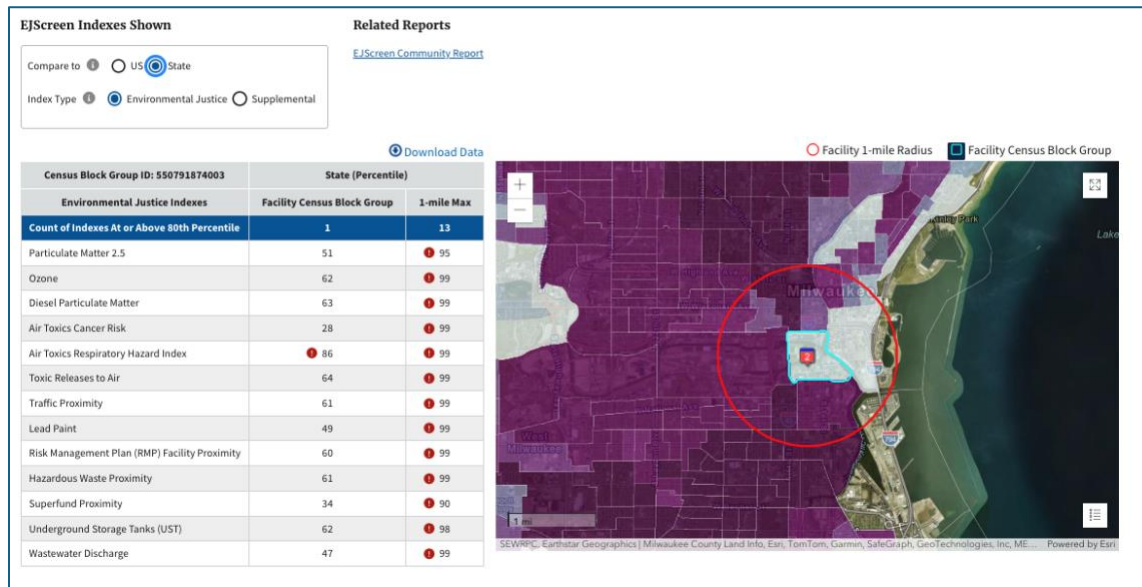 EJScreen Indexes Shown
Related Reports
Compare to US State
EJScreen Community Report
Index Type Environmental Justice Supplemental
Download Data
Facility 1-mile Radius Facility Census Block Group
Census Block Group ID: 550791874003 State (Percentile)
Environmental Justice Indexes Facility Census Block Group 1-mile Max
Count of Indexes At or Above 80th Percentile 1 13
Particulate Matter 2.5 51 95
Ozone 62 99
Diesel Particulate Matter 63 99
Air Toxics Cancer Risk 28 99
Air Toxics Respiratory Hazard Index 86 99
Toxic Releases to Air 64 99
Traffic Proximity 61 99
Lead Paint 49 99
Risk Management Plan (RMP) Facility Proximity 60 99
Hazardous Waste Proximity 61 99
Superfund Proximity 34 90
Underground Storage Tanks (UST) 62 98
Wastewater Discharge 47 99
Lake
Milwaukee
2
794
West
Milwaukee
1 mi
SEWRPC, Earthstar Geographics | Milwaukee County Land Info, Esri, TomTom, Garmin, SafeGraph, GeoTechnologies, Inc, ME... Powered by Esri